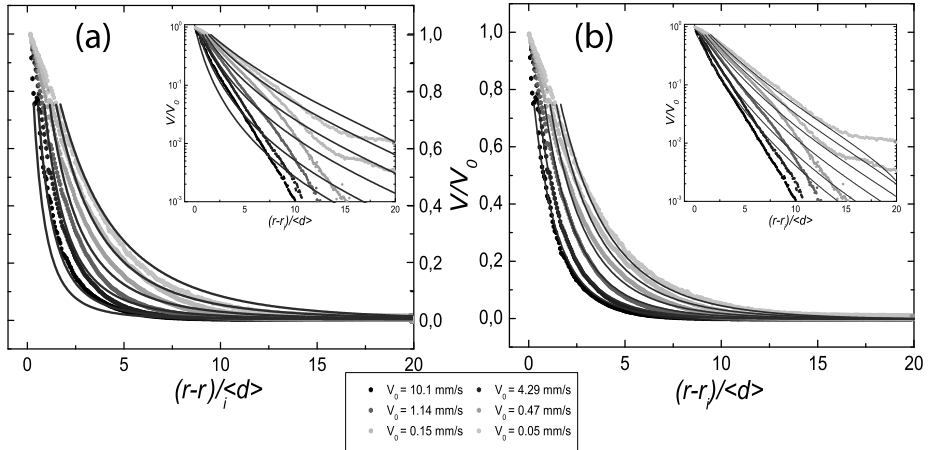 (a)
(b)
1,0
0,8
0,6
0,4
0,2
0,0
V/V0
1,0
0,8
0,6
0,4
0,2
0,0
10^0
10^-1
10^-2
10^-3
V/V0
0 5 10 15 20
(r-ri)/<d>
10^0
10^-1
10^-2
10^-3
V/V0
0 5 10 15 20
(r-ri)/<d>
0 5 10 15 20
(r-r)i/<d>
0 5 10 15 20
(r-ri)/<d>
V0 = 10.1 mm/s V0 = 4.29 mm/s
V0 = 1.14 mm/s V0 = 0.47 mm/s
V0 = 0.15 mm/s V0 = 0.05 mm/s